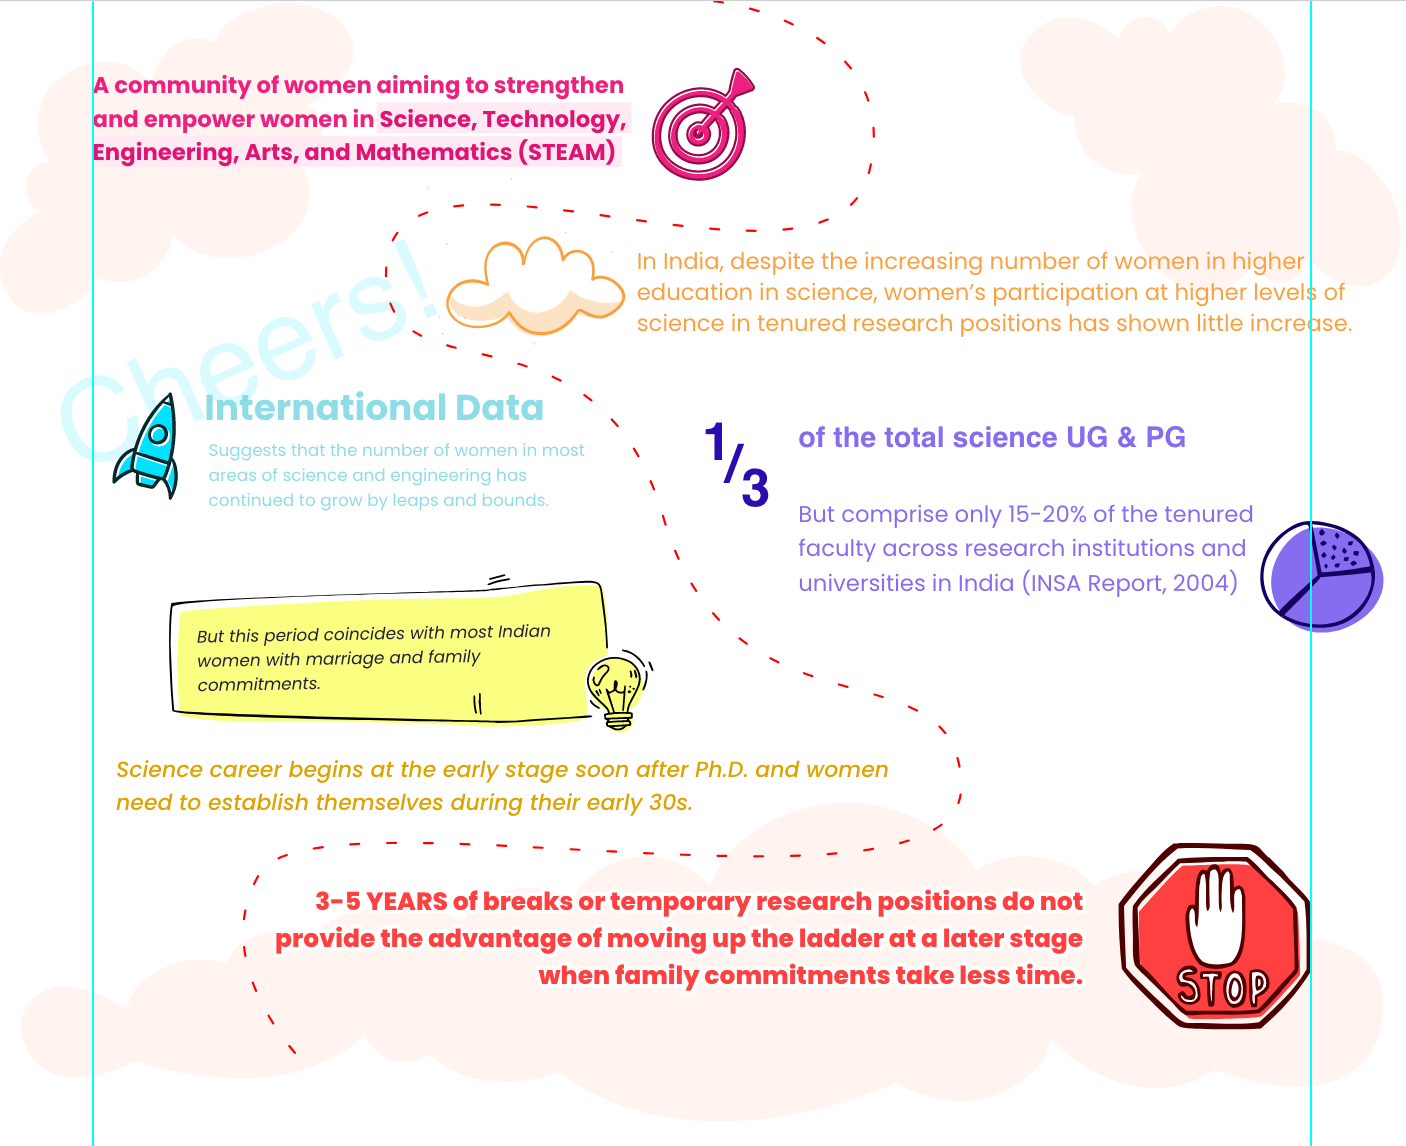 A community of women aiming to strengthen
and empower women in Science, Technology,
Engineering, Arts, and Mathematics (STEAM)
In India, despite the increasing number of women in higher
education in science, women’s participation at higher levels of
science in tenured research positions has shown little increase.
Cheers!
International Data
Suggests that the number of women in most
areas of science and engineering has
continued to grow by leaps and bounds.
1/3
of the total science UG & PG
But comprise only 15-20% of the tenured
faculty across research institutions and
universities in India (INSA Report, 2004)
But this period coincides with most Indian
women with marriage and family
commitments.
Science career begins at the early stage soon after Ph.D. and women
need to establish themselves during their early 30s.
3-5 YEARS of breaks or temporary research positions do not
provide the advantage of moving up the ladder at a later stage
when family commitments take less time.
STOP